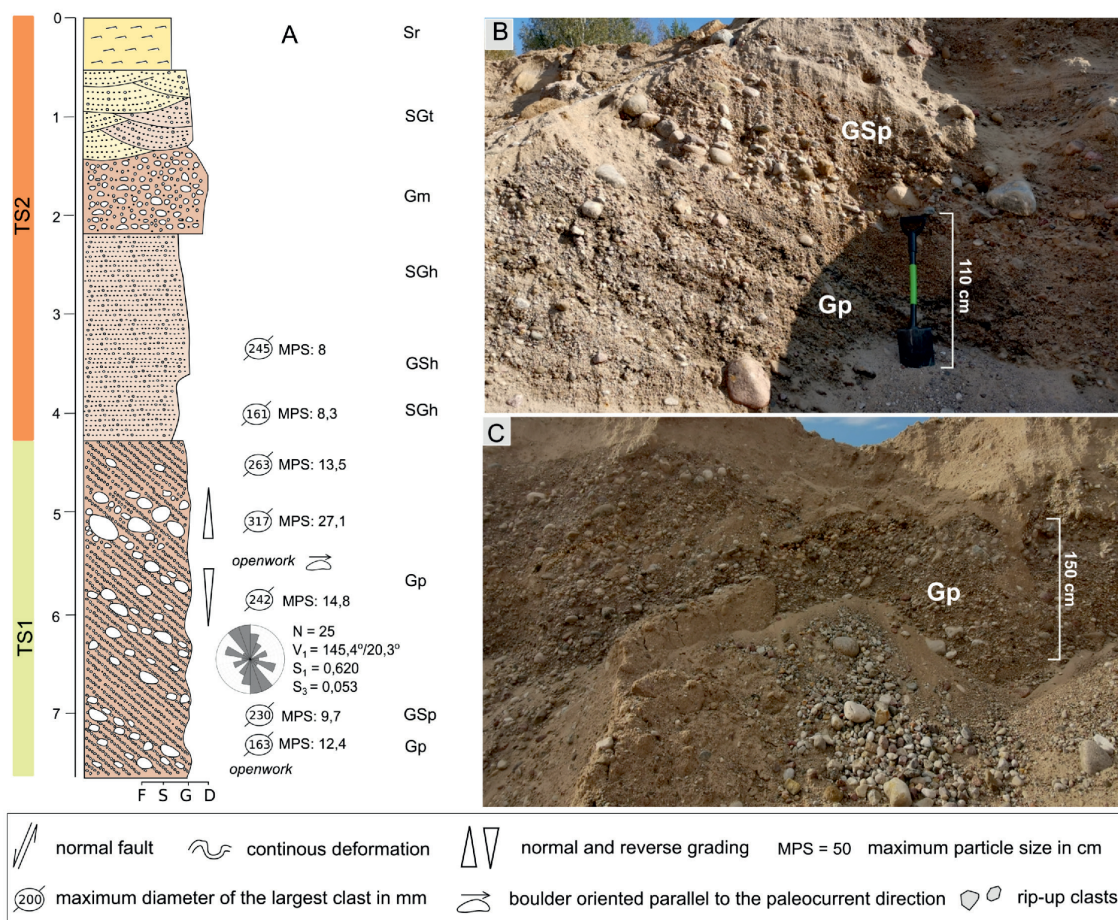 A
0
1
2
3
4
5
6
7
TS2
TS1
Sr
SGt
Gm
SGh
245 MPS: 8
GSh
161 MPS: 8,3 SGh
263 MPS: 13,5
317 MPS: 27,1
openwork
Gp
242 MPS: 14,8
N = 25
V₁ = 145,4°/20,3°
S₁ = 0,620
S₃ = 0,053
230 MPS: 9,7 GSp
163 MPS: 12,4 Gp
openwork
F S G D
B
GSp
Gp
110 cm
C
Gp
150 cm
normal fault
continous deformation
normal and reverse grading
MPS = 50 maximum particle size in cm
200 maximum diameter of the largest clast in mm
boulder oriented parallel to the paleocurrent direction
rip-up clasts